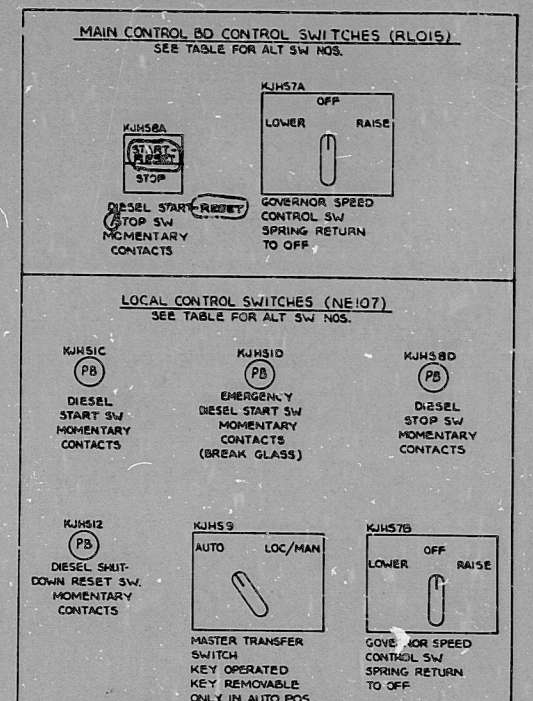 MAIN CONTROL BD CONTROL SWITCHES (RL015)
SEE TABLE FOR ALT SW NOS.
KJHS8A
START-
RESET
STOP
DIESEL START-RESET
STOP SW
MOMENTARY
CONTACTS
KJHS7A
OFF
LOWER RAISE
GOVERNOR SPEED
CONTROL SW
SPRING RETURN
TO OFF
LOCAL CONTROL SWITCHES (NE107)
SEE TABLE FOR ALT SW NOS.
KJHS1C
PB
DIESEL
START SW
MOMENTARY
CONTACTS
KJHS1D
PB
EMERGENCY
DIESEL START SW
MOMENTARY
CONTACTS
(BREAK GLASS)
KJHS8D
PB
DIESEL
STOP SW
MOMENTARY
CONTACTS
KJHS12
PB
DIESEL SHUT-
DOWN RESET SW.
MOMENTARY
CONTACTS
KJHS9
AUTO LOC/MAN
MASTER TRANSFER
SWITCH
KEY OPERATED
KEY REMOVABLE
ONLY IN AUTO POS
KJHS7B
OFF
LOWER RAISE
GOVERNOR SPEED
CONTROL SW
SPRING RETURN
TO OFF